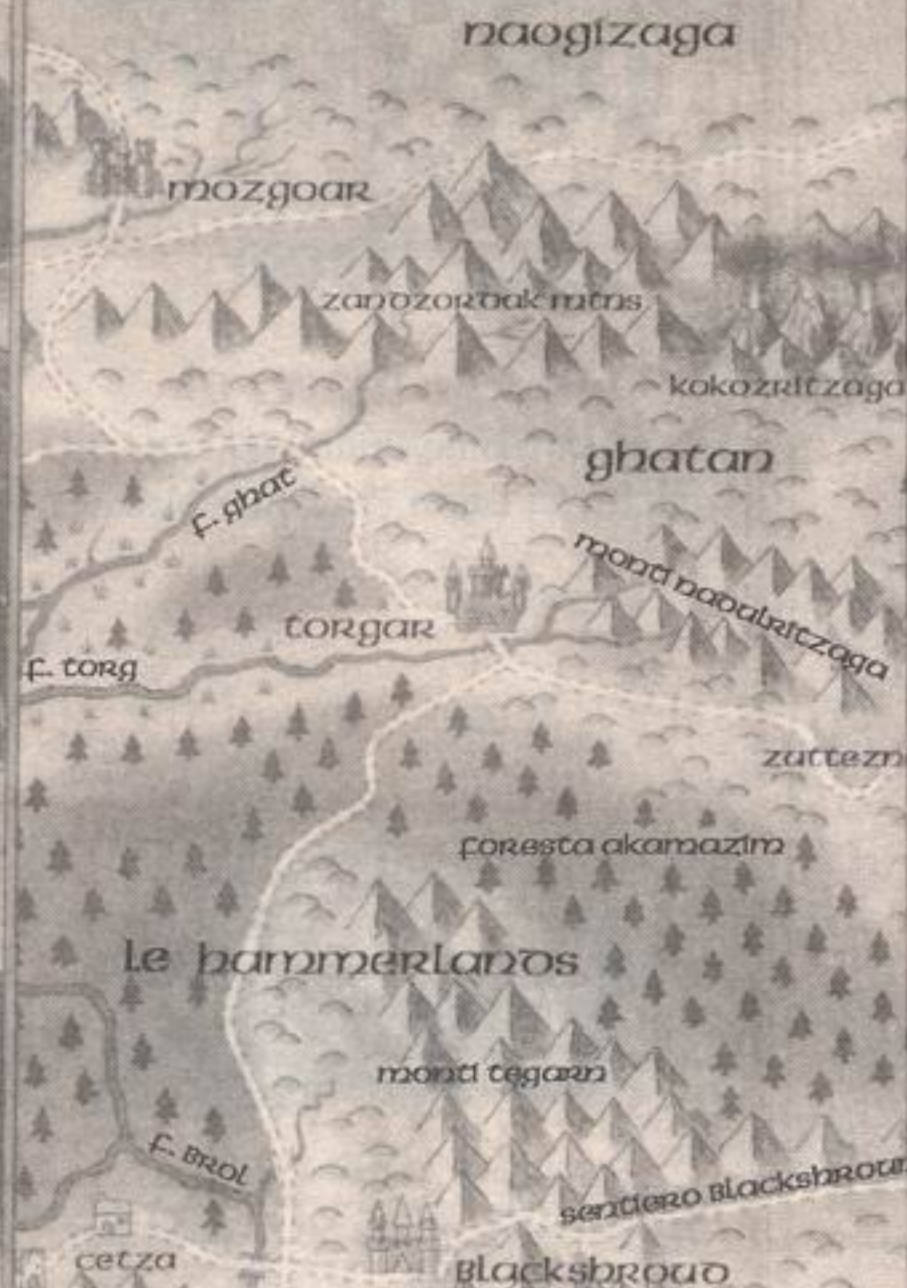 naogizaga
mozgoar
zandzordak mtns
kokozritzaga
ghatan
f. ghat
monti naoulritzaga
torgar
f. torg
zuttezn
foresta akamazim
le hammerlands
monti tegarn
f. Brol
sentiero Blackshroud
cetza
Blackshroud